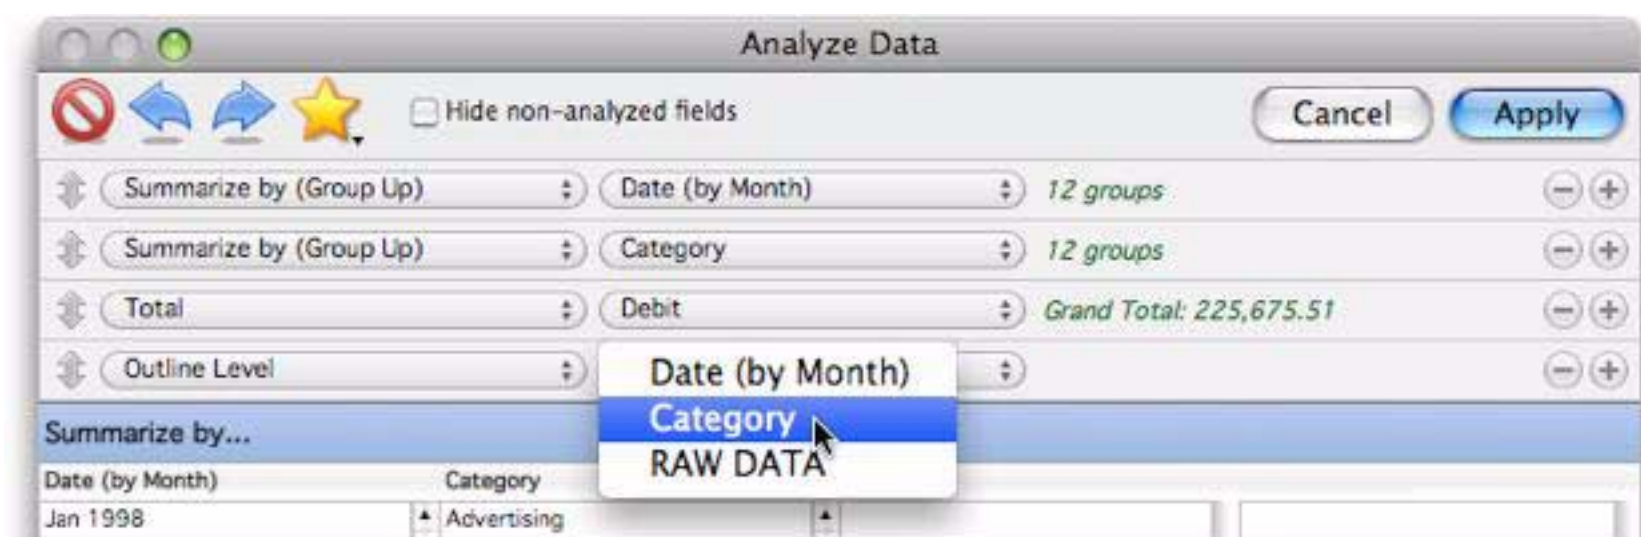 Analyze Data
Hide non-analyzed fields Cancel Apply
Summarize by (Group Up) Date (by Month) 12 groups
Summarize by (Group Up) Category 12 groups
Total Debit Grand Total: 225,675.51
Outline Level
Date (by Month)
Category
RAW DATA
Summarize by...
Date (by Month) Category
Jan 1998 Advertising